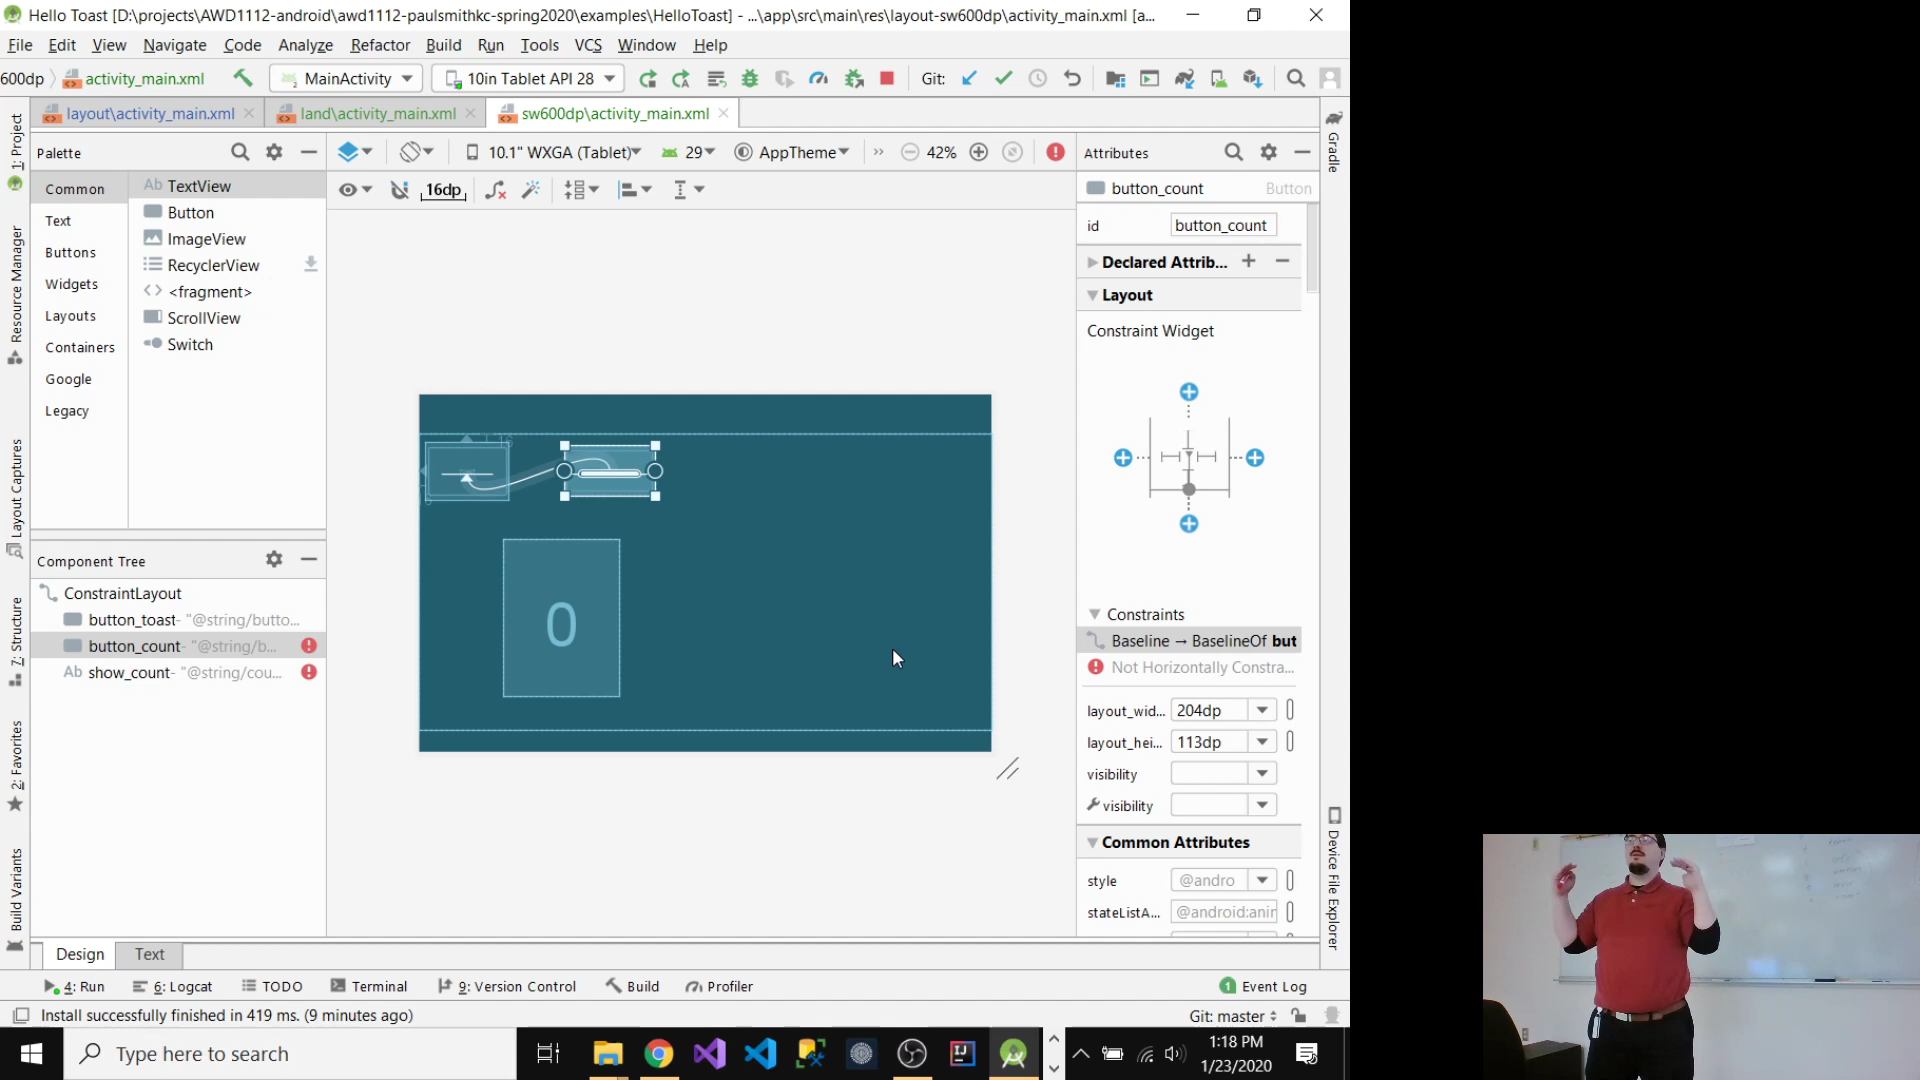 Hello Toast [D:\projects\AWD1112-android\awd1112-paulsmithkc-spring2020\examples\HelloToast] - ...\app\src\main\res\layout-sw600dp\activity_main.xml [a...
File Edit View Navigate Code Analyze Refactor Build Run Tools VCS Window Help
600dp activity_main.xml MainActivity 10in Tablet API 28 Git:
layout\activity_main.xml land\activity_main.xml sw600dp\activity_main.xml
Palette
10.1" WXGA (Tablet) 29 AppTheme 42%
Attributes
16dp
Common
Text
Buttons
Widgets
Layouts
Containers
Google
Legacy
Ab TextView
Button
ImageView
RecyclerView
<fragment>
ScrollView
Switch
Component Tree
ConstraintLayout
button_toast- "@string/butto...
button_count- "@string/b...
Ab show_count- "@string/cou...
0
button_count Button
id button_count
Declared Attrib...
Layout
Constraint Widget
Constraints
Baseline → BaselineOf but
Not Horizontally Constra...
layout_wid... 204dp
layout_hei... 113dp
visibility
visibility
Common Attributes
style @andro
stateListA... @android:anir
1: Project
Resource Manager
Layout Captures
7: Structure
2: Favorites
Build Variants
Gradle
Device File Explorer
Design Text
4: Run 6: Logcat TODO Terminal 9: Version Control Build Profiler 1 Event Log
Install successfully finished in 419 ms. (9 minutes ago)
Git: master
Type here to search
1:18 PM
1/23/2020